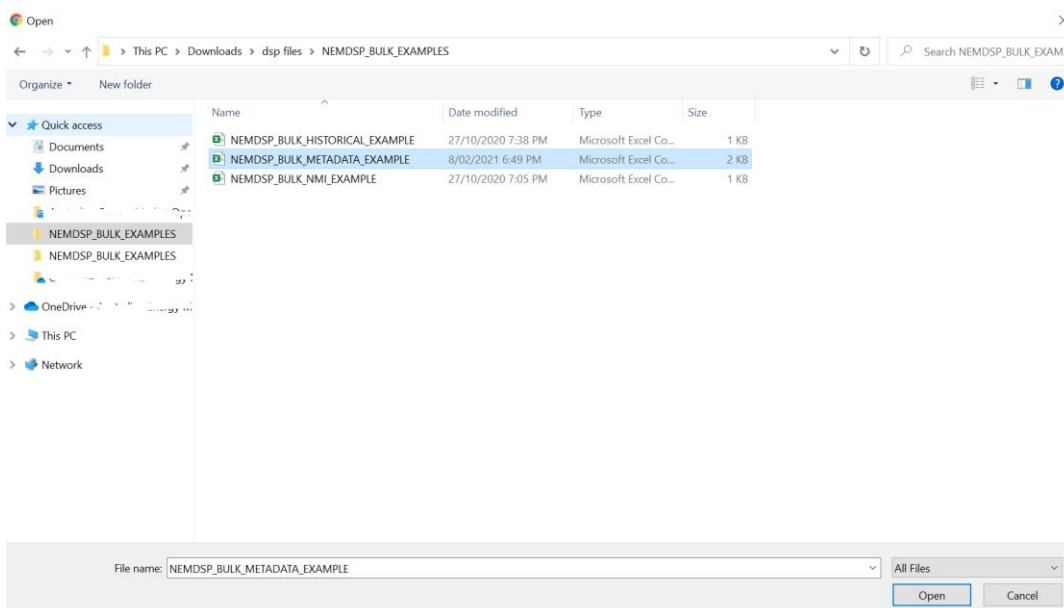 Open
This PC > Downloads > dsp files > NEMDSP_BULK_EXAMPLES
Search NEMDSP_BULK_EXAM
Organize
New folder
Name Date modified Type Size
Quick access
Documents
Downloads
Pictures
NEMDSP_BULK_EXAMPLES
NEMDSP_BULK_EXAMPLES
OneDrive -
This PC
Network
NEMDSP_BULK_HISTORICAL_EXAMPLE 27/10/2020 7:38 PM Microsoft Excel Co... 1 KB
NEMDSP_BULK_METADATA_EXAMPLE 8/02/2021 6:49 PM Microsoft Excel Co... 2 KB
NEMDSP_BULK_NMI_EXAMPLE 27/10/2020 7:05 PM Microsoft Excel Co... 1 KB
File name: NEMDSP_BULK_METADATA_EXAMPLE
All Files
Open Cancel